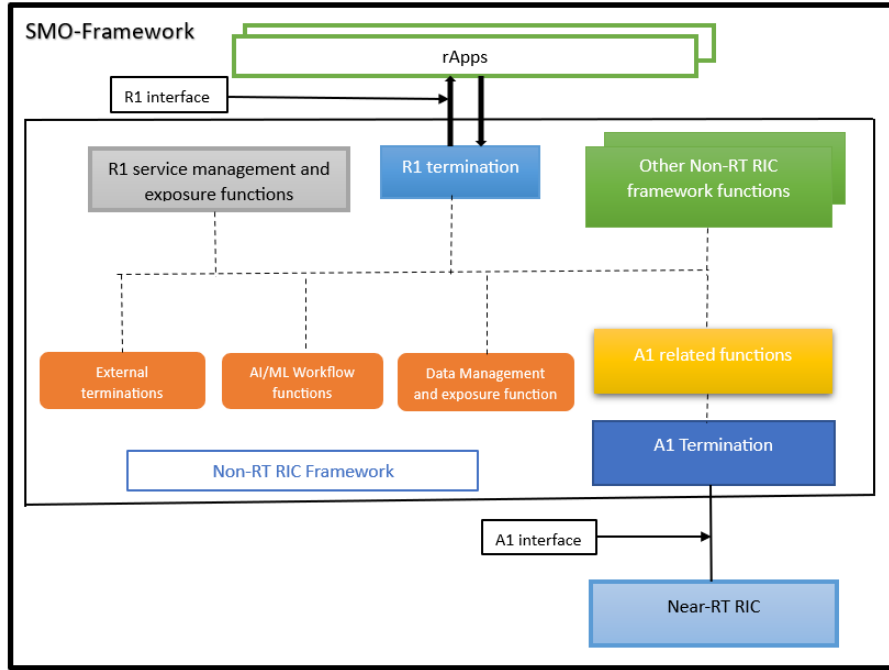 SMO-Framework
rApps
R1 interface
R1 service management and
exposure functions
R1 termination
Other Non-RT RIC
framework functions
External
terminations
AI/ML Workflow
functions
Data Management
and exposure function
A1 related functions
A1 Termination
Non-RT RIC Framework
A1 interface
Near-RT RIC